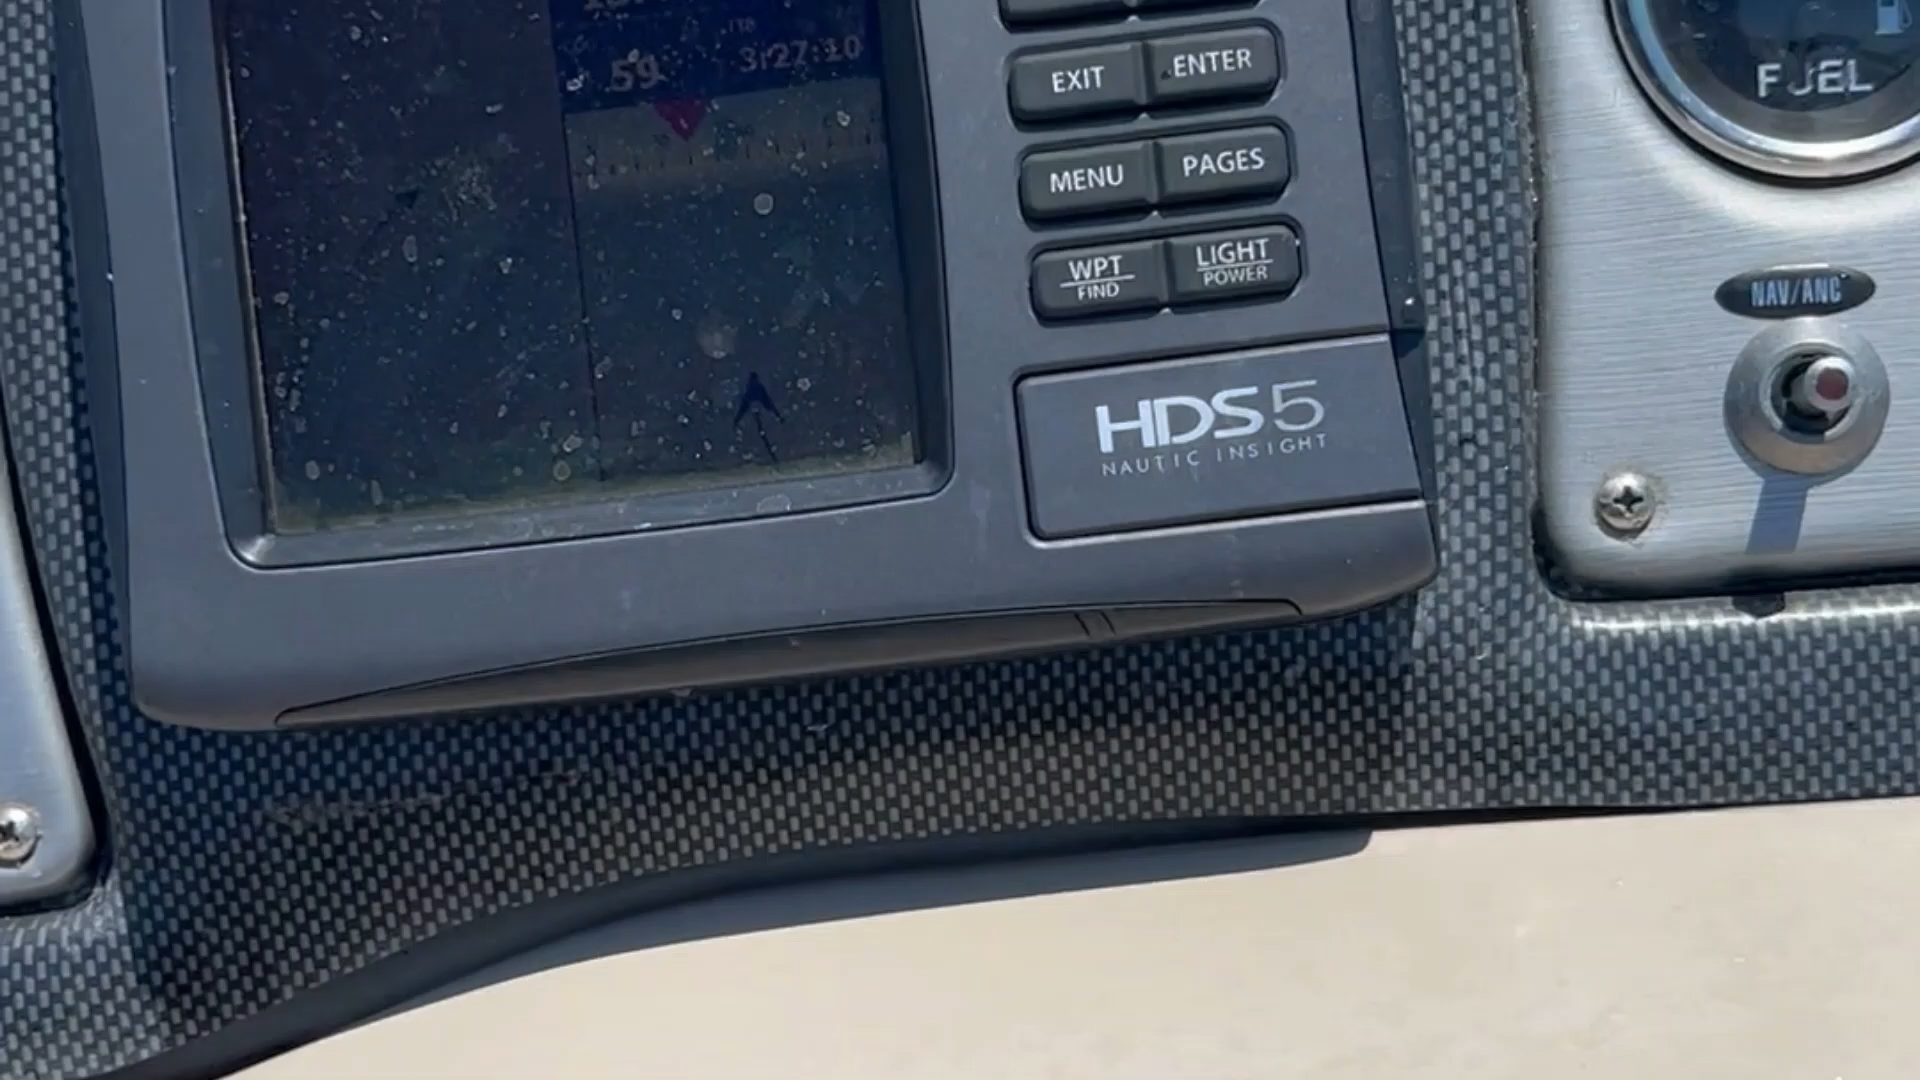 59
3:27:10
EXIT
ENTER
MENU
PAGES
WPT
FIND
LIGHT
POWER
HDS5
NAUTIC INSIGHT
FUEL
NAV/ANC